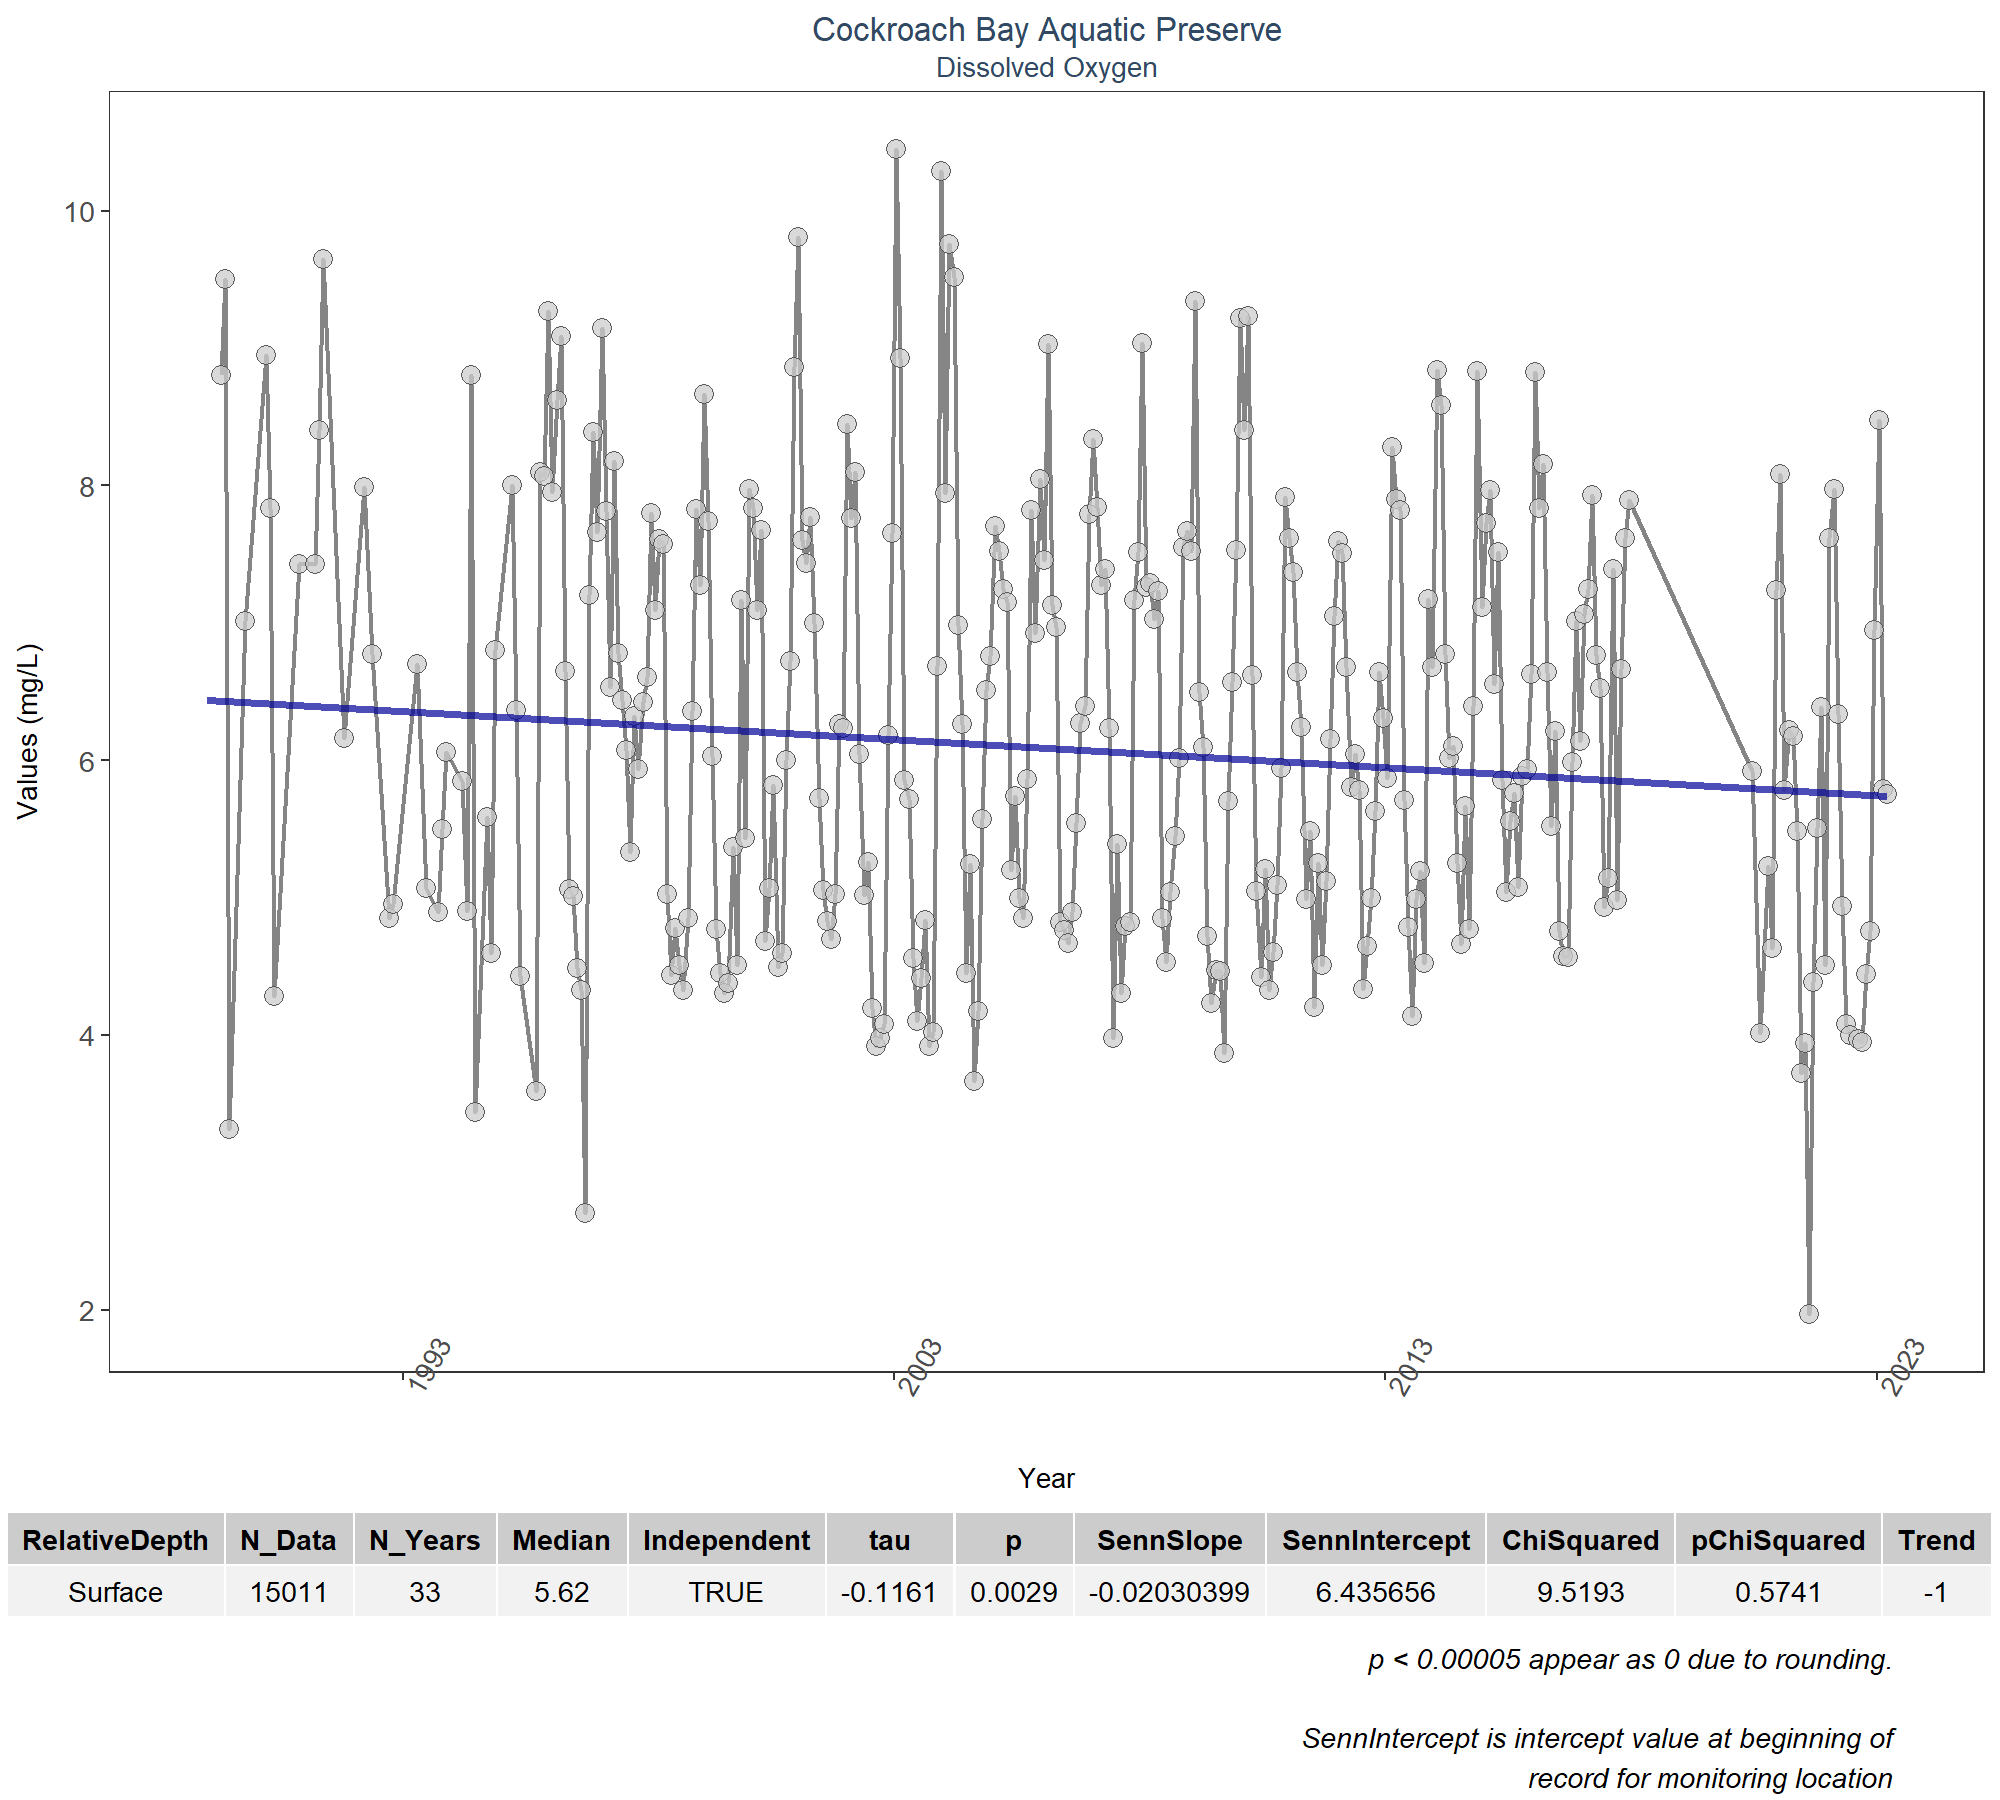 Cockroach Bay Aquatic Preserve
Dissolved Oxygen
Values (mg/L)
10
8
6
4
2
1993
2003
2013
2023
Year
RelativeDepth N_Data N_Years Median Independent tau p SennSlope SennIntercept ChiSquared pChiSquared Trend
Surface 15011 33 5.62 TRUE -0.1161 0.0029 -0.02030399 6.435656 9.5193 0.5741 -1
p < 0.00005 appear as 0 due to rounding.
SennIntercept is intercept value at beginning of
record for monitoring location